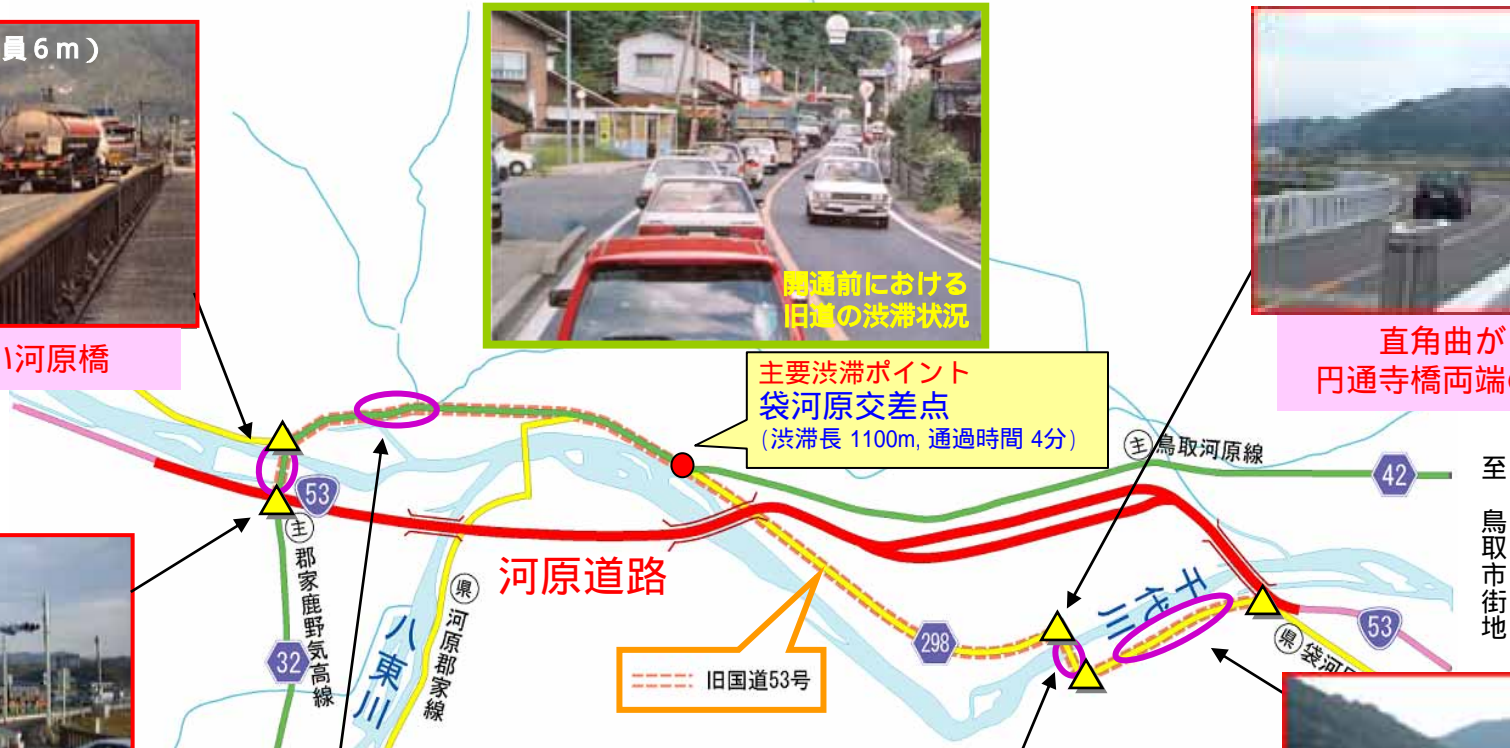 員6m)
開通前における
旧道の渋滞状況
河原橋
直角曲が
円通寺橋両端
主要渋滞ポイント
袋河原交差点
(渋滞長 1100m, 通過時間 4分)
主 鳥取河原線
42
至 鳥取市街地
53
主 郡家鹿野気高線
32
河原道路
県 河原郡家線
八東川
千代川
298
旧国道53号
53
県 袋河